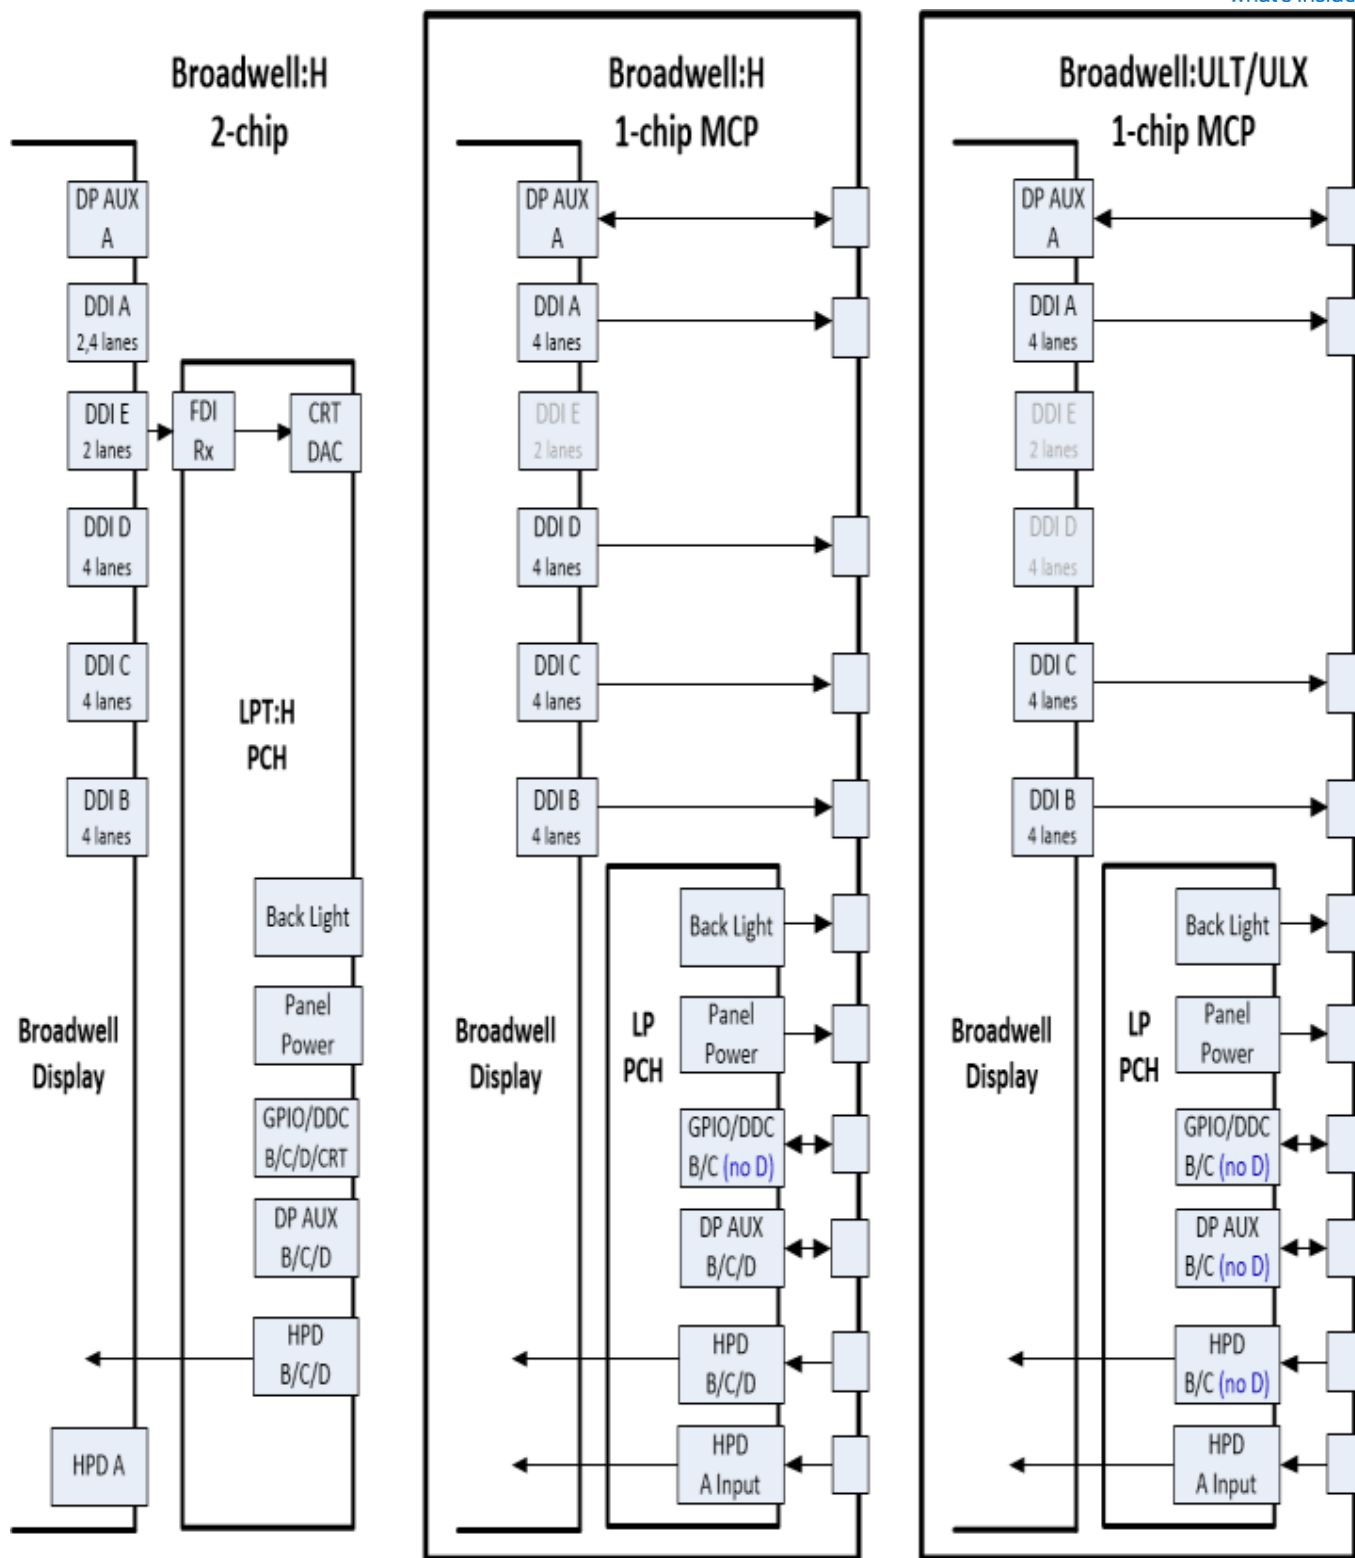 Broadwell:H
2-chip
DP AUX
A
DDI A
2,4 lanes
DDI E
2 lanes
FDI
Rx
CRT
DAC
DDI D
4 lanes
DDI C
4 lanes
LPT:H
PCH
DDI B
4 lanes
Back Light
Panel
Power
Broadwell
Display
GPIO/DDC
B/C/D/CRT
DP AUX
B/C/D
HPD
B/C/D
HPD A
Broadwell:H
1-chip MCP
DP AUX
A
DDI A
4 lanes
DDI E
2 lanes
DDI D
4 lanes
DDI C
4 lanes
DDI B
4 lanes
Back Light
Broadwell
Display
LP
PCH
Panel
Power
GPIO/DDC
B/C (no D)
DP AUX
B/C/D
HPD
B/C/D
HPD
A Input
Broadwell:ULT/ULX
1-chip MCP
DP AUX
A
DDI A
4 lanes
DDI E
2 lanes
DDI D
4 lanes
DDI C
4 lanes
DDI B
4 lanes
Back Light
Broadwell
Display
LP
PCH
Panel
Power
GPIO/DDC
B/C (no D)
DP AUX
B/C (no D)
HPD
B/C (no D)
HPD
A Input